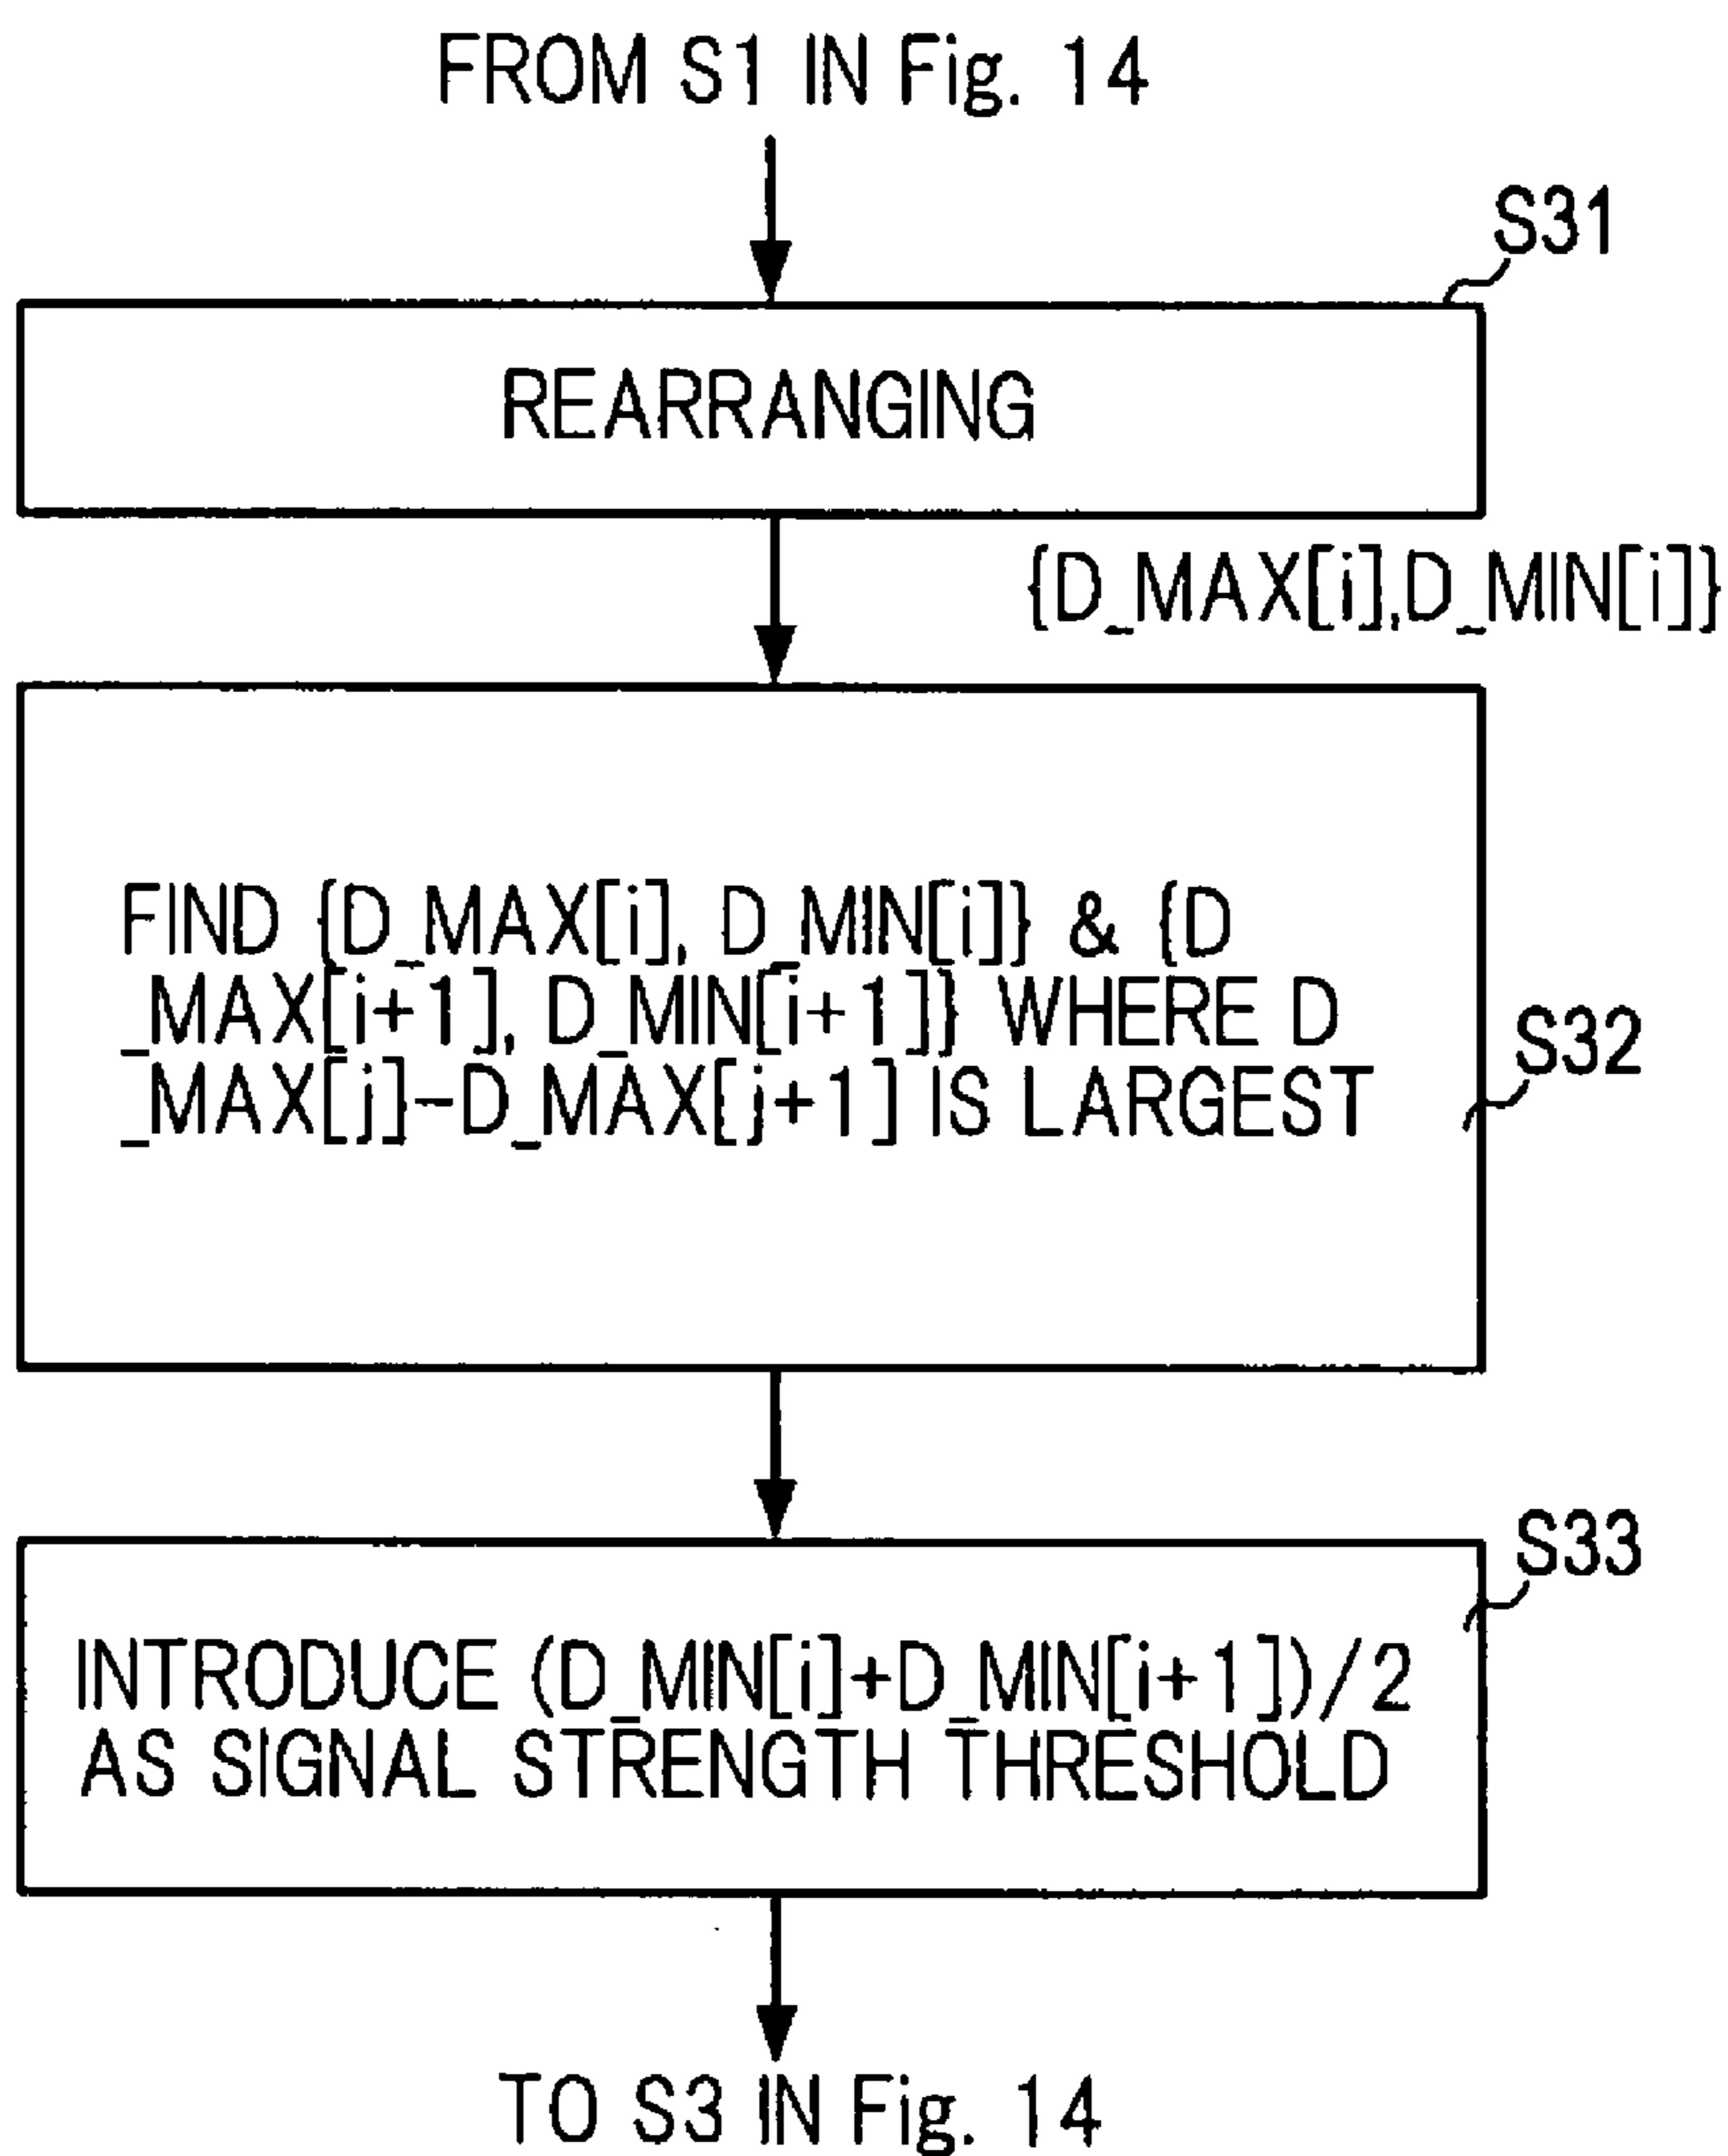 FROM S1 IN Fig. 14
S31
REARRANGING
{D_MAX[i],D_MIN[i]}
FIND {D_MAX[i], D_MIN[i]} & {D
_MAX[i+1], D_MIN[i+1]} WHERE D
_MAX[j]-D_MAX[j+1] IS LARGEST
S32
S33
INTRODUCE (D_MIN[i]+D_MIN[i+1])/2
AS SIGNAL STRENGTH THRESHOLD
TO S3 IN Fig. 14